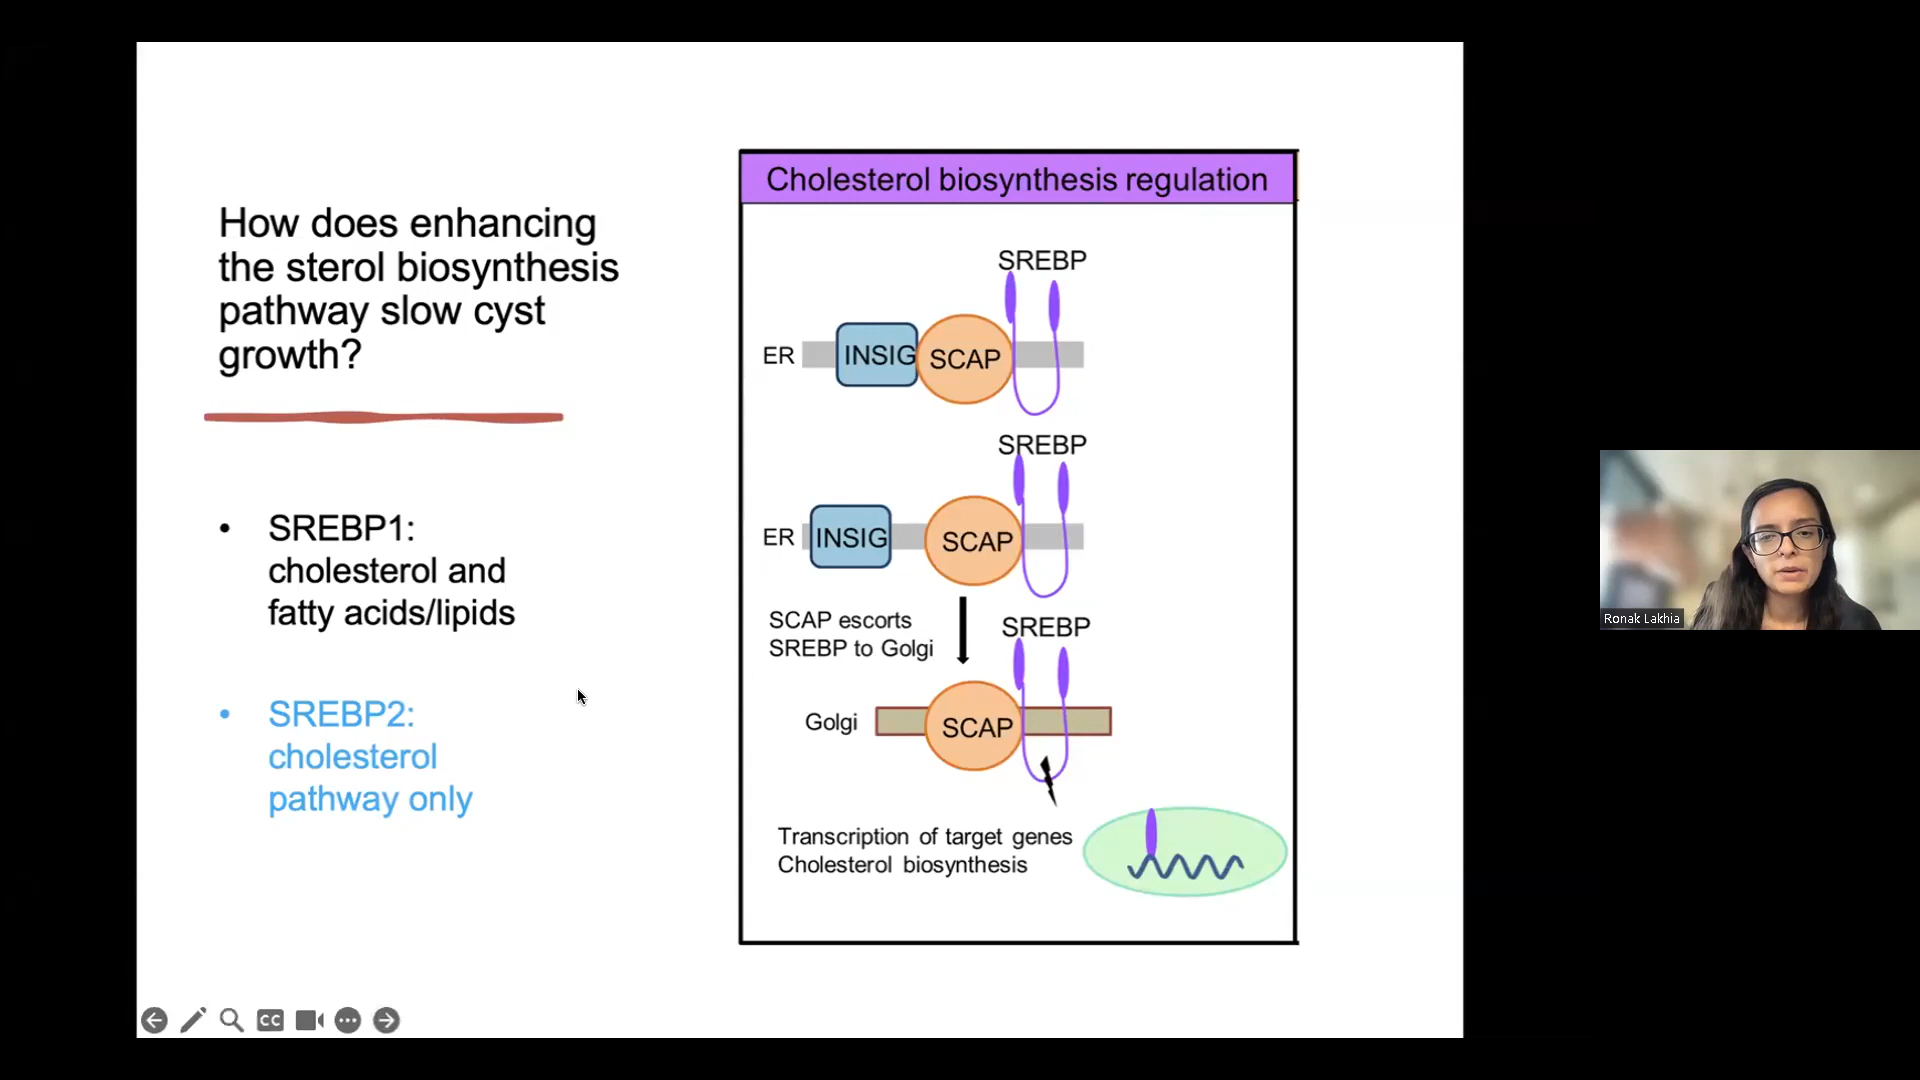 How does enhancing
the sterol biosynthesis
pathway slow cyst
growth?
• SREBP1:
cholesterol and
fatty acids/lipids
• SREBP2:
cholesterol
pathway only
Cholesterol biosynthesis regulation
SREBP
ER INSIG SCAP
SREBP
ER INSIG SCAP
SCAP escorts
SREBP to Golgi
SREBP
Golgi SCAP
Transcription of target genes
Cholesterol biosynthesis
CC
Ronak Lakhia